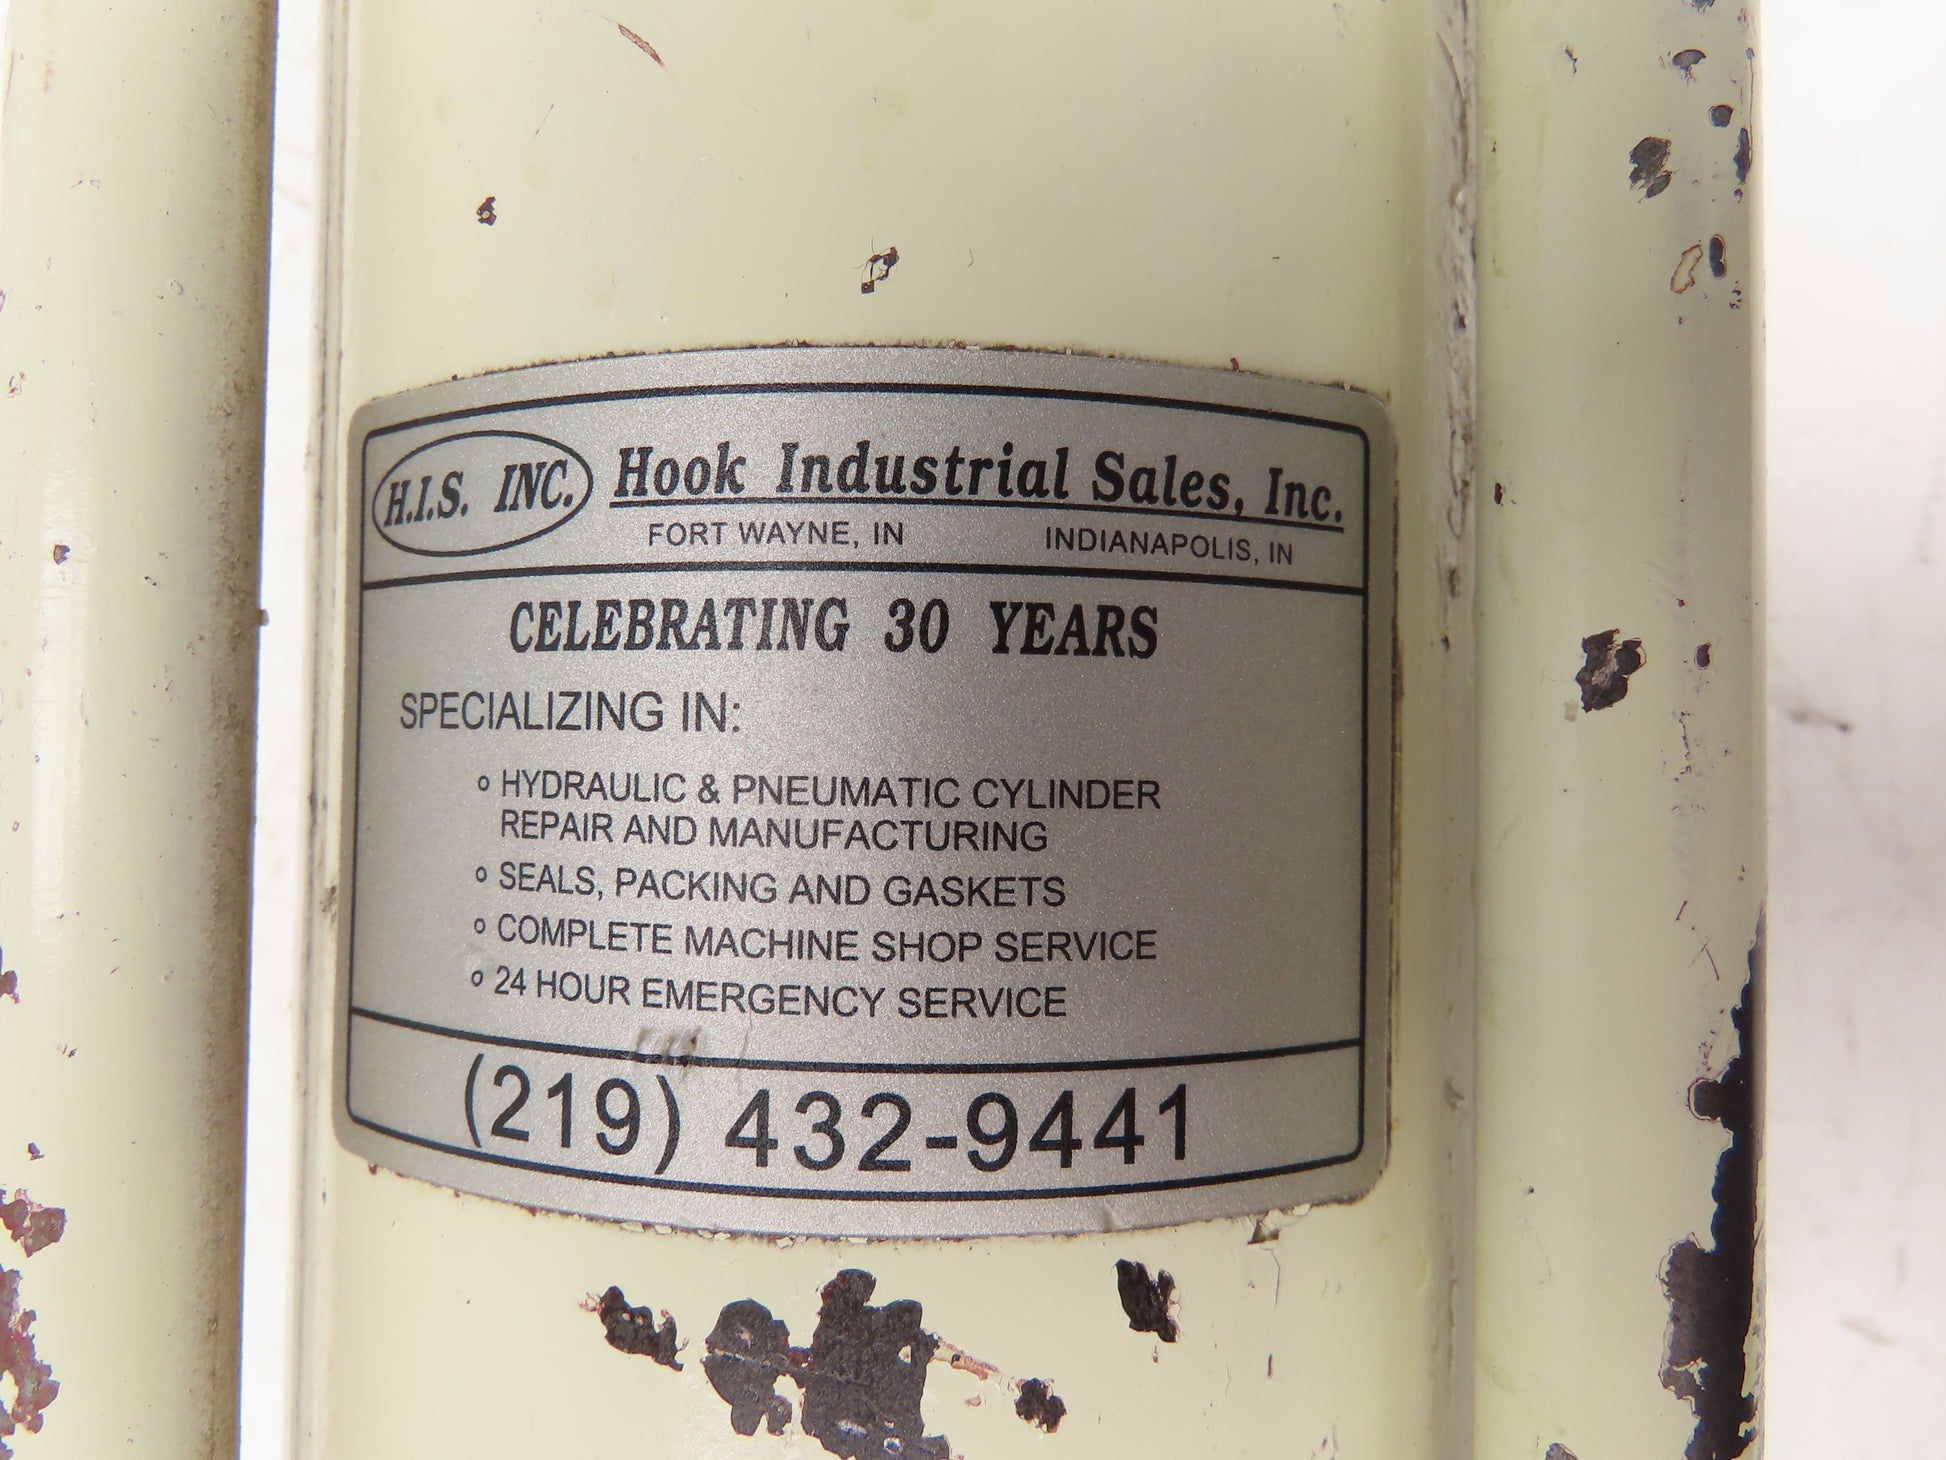 H.I.S. INC. Hook Industrial Sales, Inc.
FORT WAYNE, IN INDIANAPOLIS, IN
CELEBRATING 30 YEARS
SPECIALIZING IN:
° HYDRAULIC & PNEUMATIC CYLINDER
REPAIR AND MANUFACTURING
° SEALS, PACKING AND GASKETS
° COMPLETE MACHINE SHOP SERVICE
° 24 HOUR EMERGENCY SERVICE
(219) 432-9441